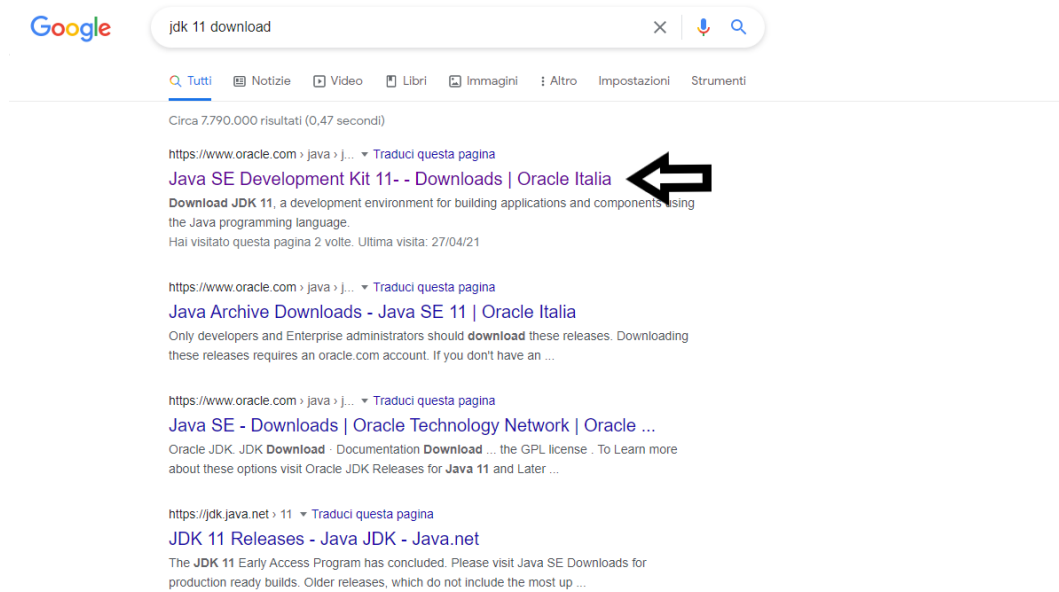 Google
jdk 11 download
Tutti Notizie Video Libri Immagini Altro Impostazioni Strumenti
Circa 7.790.000 risultati (0,47 secondi)
https://www.oracle.com › java › j... Traduci questa pagina
Java SE Development Kit 11- - Downloads | Oracle Italia
Download JDK 11, a development environment for building applications and components using
the Java programming language.
Hai visitato questa pagina 2 volte. Ultima visita: 27/04/21
https://www.oracle.com › java › j... Traduci questa pagina
Java Archive Downloads - Java SE 11 | Oracle Italia
Only developers and Enterprise administrators should download these releases. Downloading
these releases requires an oracle.com account. If you don't have an ...
https://www.oracle.com › java › j... Traduci questa pagina
Java SE - Downloads | Oracle Technology Network | Oracle ...
Oracle JDK. JDK Download · Documentation Download ... the GPL license . To Learn more
about these options visit Oracle JDK Releases for Java 11 and Later ...
https://jdk.java.net › 11 Traduci questa pagina
JDK 11 Releases - Java JDK - Java.net
The JDK 11 Early Access Program has concluded. Please visit Java SE Downloads for
production ready builds. Older releases, which do not include the most up ...